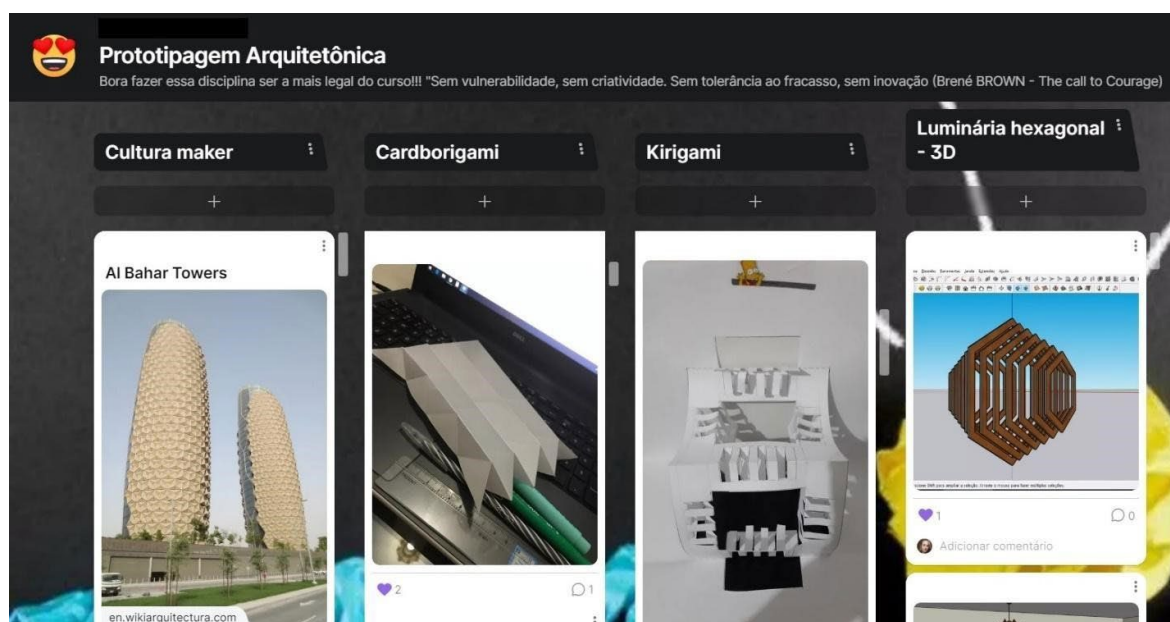 Prototipagem Arquitetônica
Bora fazer essa disciplina ser a mais legal do curso!!! "Sem vulnerabilidade, sem criatividade. Sem tolerância ao fracasso, sem inovação (Brené BROWN - The call to Courage)
Cultura maker
Cardborigami
Kirigami
Luminária hexagonal
- 3D
+
+
+
+
Al Bahar Towers
en.wikiarquitectura.com
2
1
1
0
Adicionar comentário